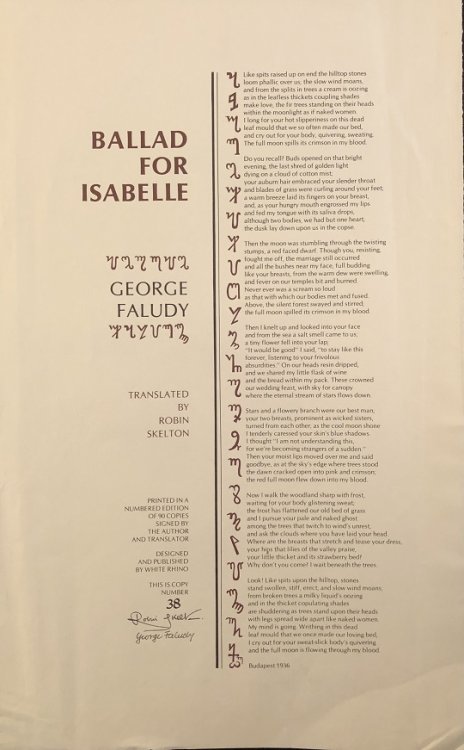 BALLAD
FOR
ISABELLE
GEORGE
FALUDY
TRANSLATED
BY
ROBIN
SKELTON
PRINTED IN A
NUMBERED EDITION
OF 90 COPIES
SIGNED BY
THE AUTHOR
AND TRANSLATOR
DESIGNED
AND PUBLISHED
BY WHITE RHINO
THIS IS COPY
NUMBER
38
Robin Skelton
George Faludy
Like spits raised up on end the hilltop stones
loom phallic over us; the slow wind moans,
and from the splits in trees a cream is oozing
as in the leafless thickets coupling shades
make love, the fir trees standing on their heads
within the moonlight as if naked women.
I long for your hot slipperiness on this dead
leaf mould that we so often made our bed,
and cry out for your body, quivering, sweating.
The full moon spills its crimson in my blood.
Do you recall? Buds opened on that bright
evening, the last shred of golden light
dying on a cloud of cotton mist;
your auburn hair embraced your slender throat
and blades of grass were curling around your feet,
a warm breeze laid its fingers on your breast,
and, as your hungry mouth engrossed my lips
and fed my tongue with its saliva drops,
although two bodies, we had but one heart;
the dusk lay down upon us in the copse.
Then the moon was stumbling through the twisting
stumps, a red faced dwarf. Though you, resisting,
fought me off, the marriage still occurred
and all the bushes near my face, full budding
like your breasts, from the warm dew were swelling,
and fever on our temples bit and burned.
Never ever was a scream so loud
as that with which our bodies met and fused.
Above, the silent forest swayed and stirred,
the full moon spilled its crimson in my blood.
Then I knelt up and looked into your face
and from the sea a salt smell came to us;
a tiny flower fell into your lap;
"It would be good" I said, "to stay like this
forever, listening to your frivolous
absurdities." On our heads resin dripped,
and we shared my little flask of wine
and the bread within my pack. These crowned
our wedding feast, with sky for canopy
where the eternal stream of stars flows down.
Stars and a flowery branch were our best man,
your two breasts, prominent as wicked sisters,
turned from each other, as the cool moon shone
I tenderly caressed your skin's blue shadows
I thought "I am not understanding this,
for we're becoming strangers of a sudden."
Then your moist lips moved over me and said
goodbye, as at the sky's edge where trees stood
the dawn cracked open into pink and crimson;
the red full moon flew down into my blood.
Now I walk the woodland sharp with frost,
waiting for your body glistening sweat;
the frost has flattened our old bed of grass
and I pursue your pale and naked ghost
among the trees that twitch to wind's unrest,
and ask the clouds where you have laid your head.
Where are the breasts that stretch and tense your dress,
your hips that lilies of the valley praise,
your little thicket and its strawberry bed?
Why don't you come? I wait beneath the trees.
Look! Like spits upon the hilltop, stones
stand swollen, stiff, erect, and slow wind moans,
from broken trees a milky liquid's oozing
and in the thicket copulating shades
are shuddering as trees stand upon their heads
with legs spread wide apart like naked women.
My mind is going. Writhing in this dead
leaf mould that we once made our loving bed,
I cry out for your sweat-slick body's quivering
and the full moon is flowing through my blood.
Budapest 1936